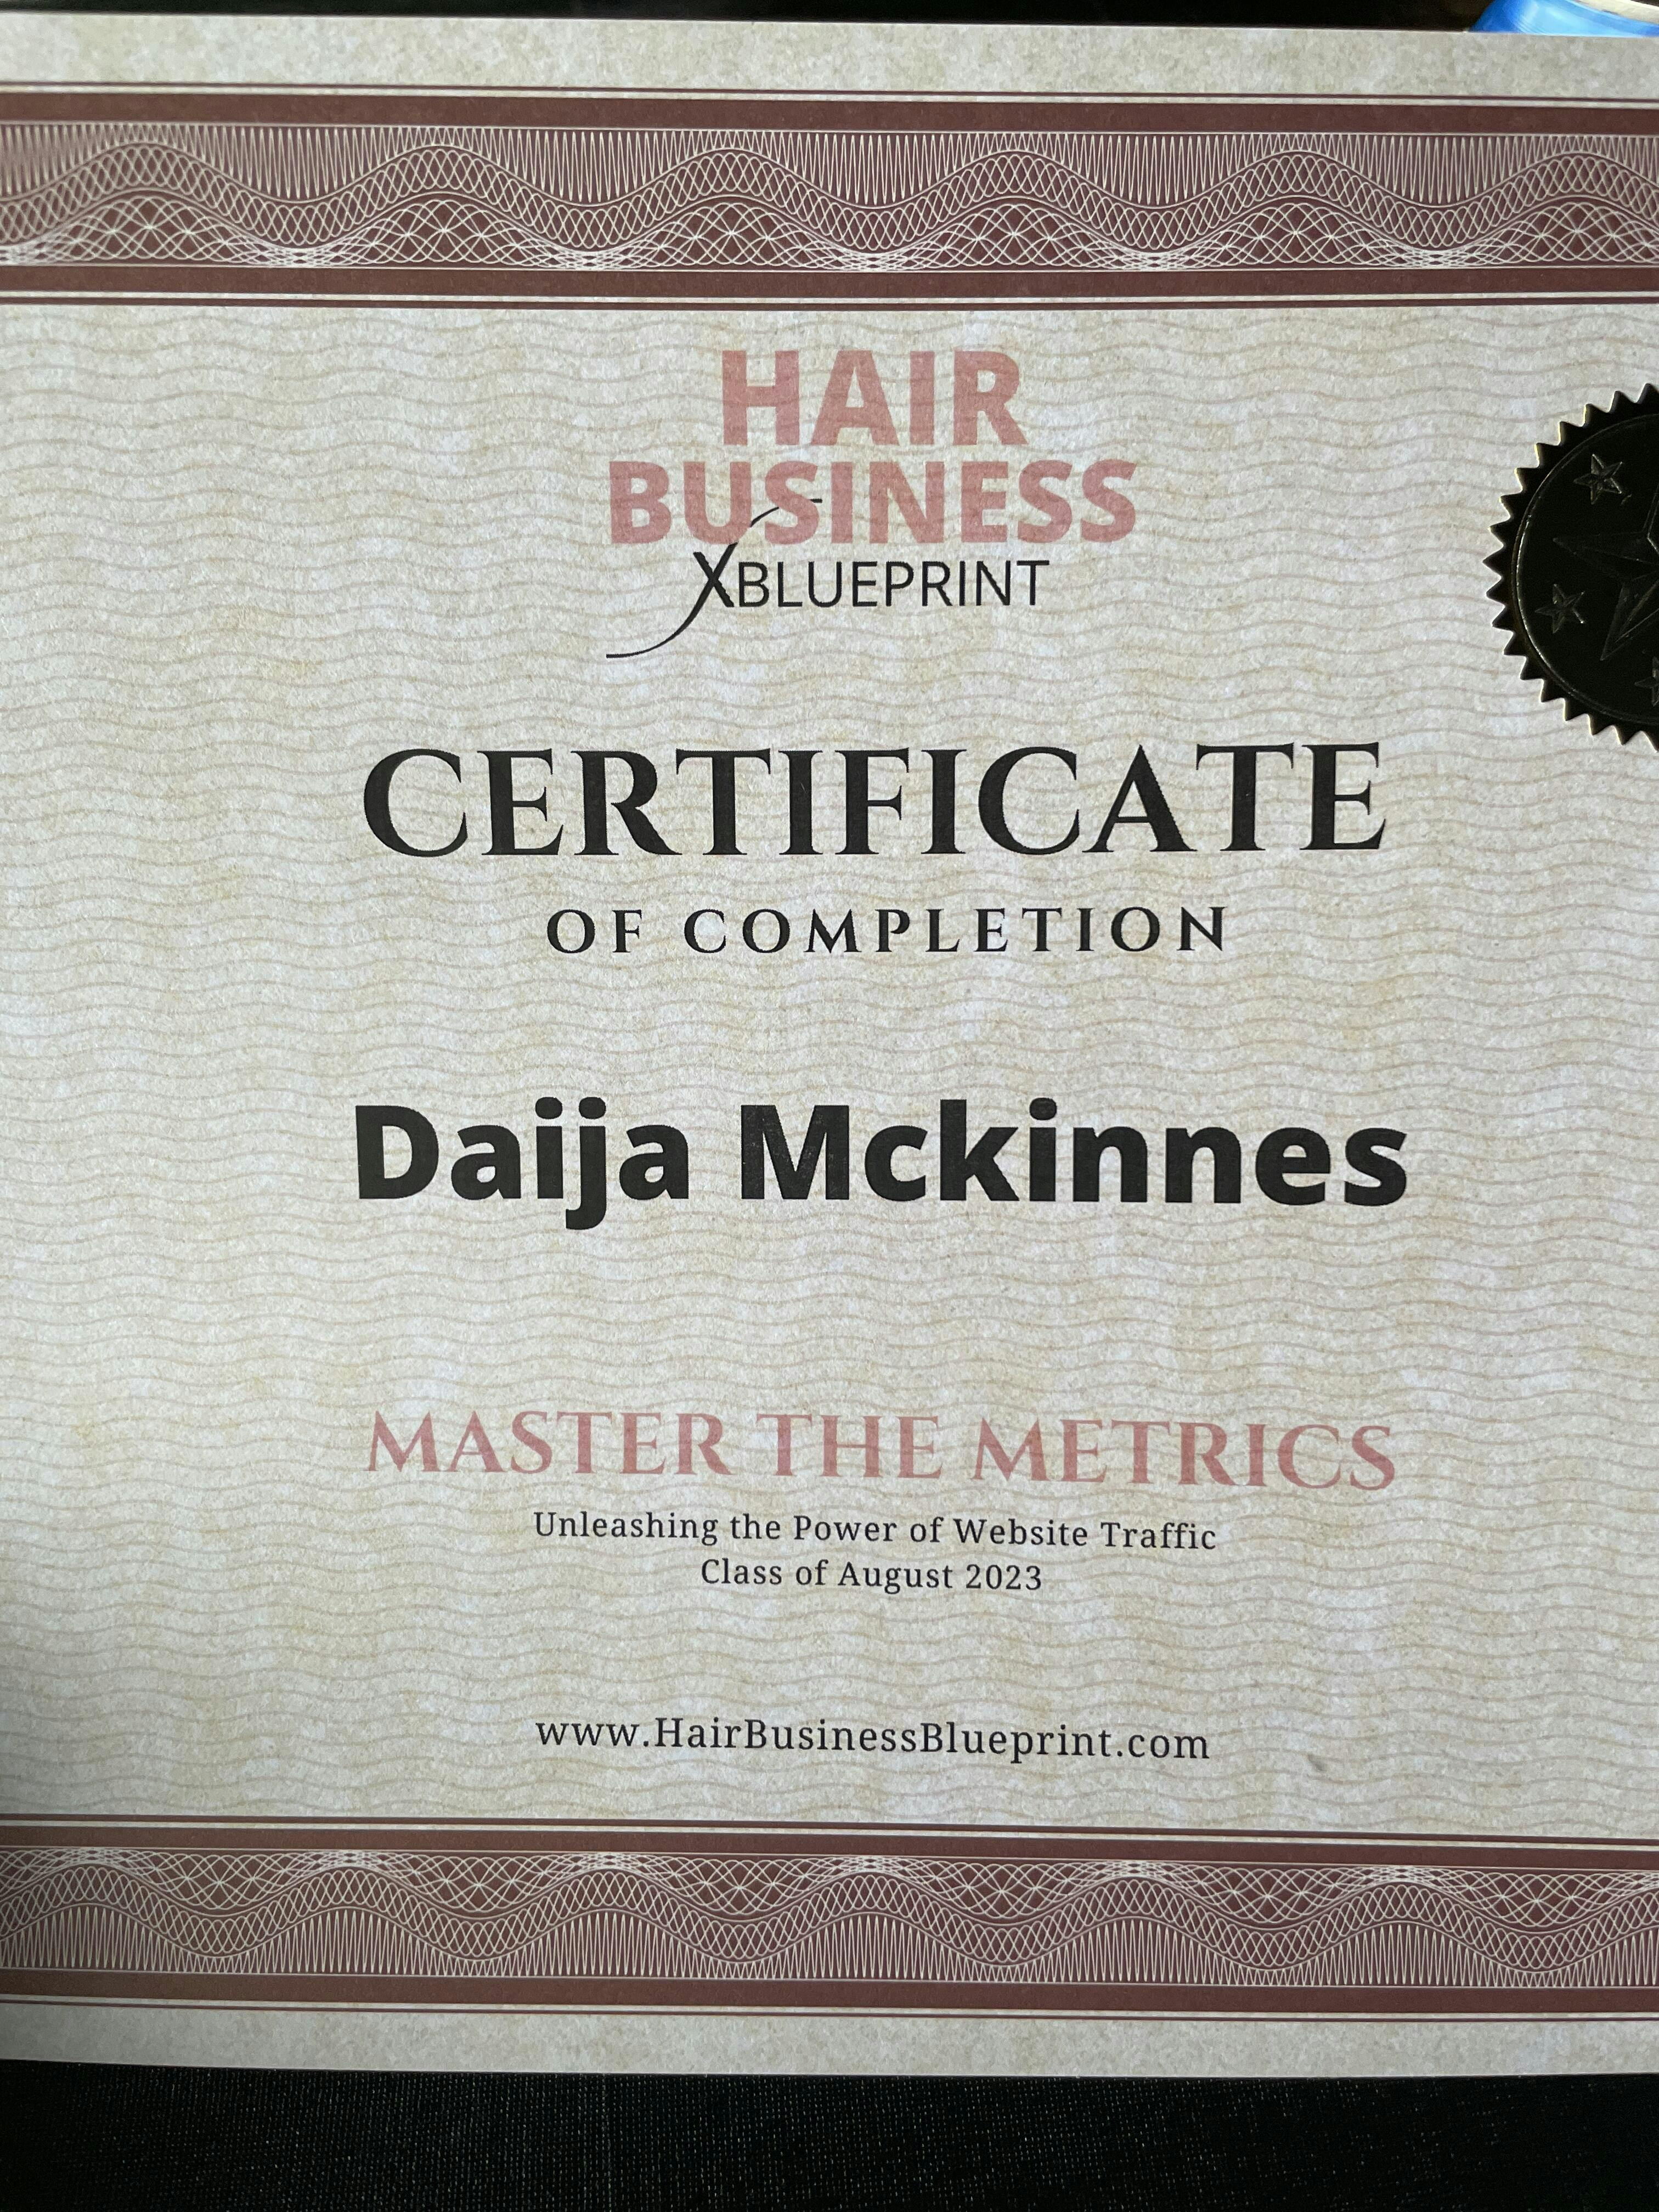 HAIR
BUSINESS
XBLUEPRINT
CERTIFICATE
OF COMPLETION
Daija Mckinnes
MASTER THE METRICS
Unleashing the Power of Website Traffic
Class of August 2023
www.HairBusinessBlueprint.com